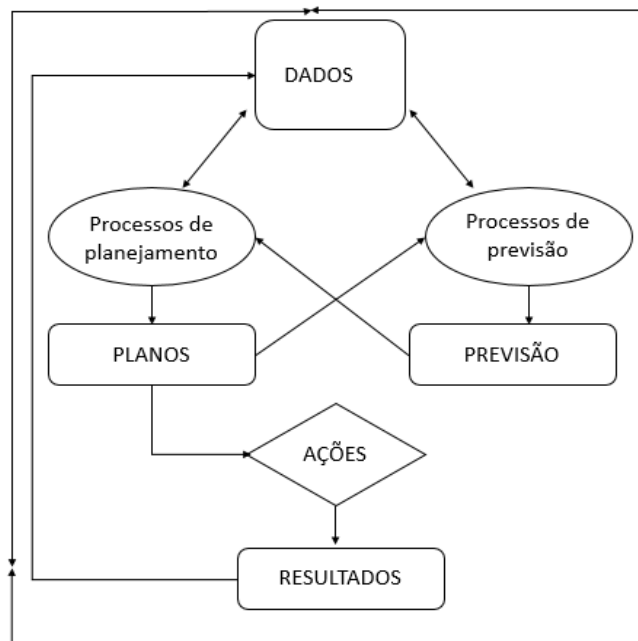 DADOS
Processos de
planejamento
Processos de
previsão
PLANOS
PREVISÃO
AÇÕES
RESULTADOS